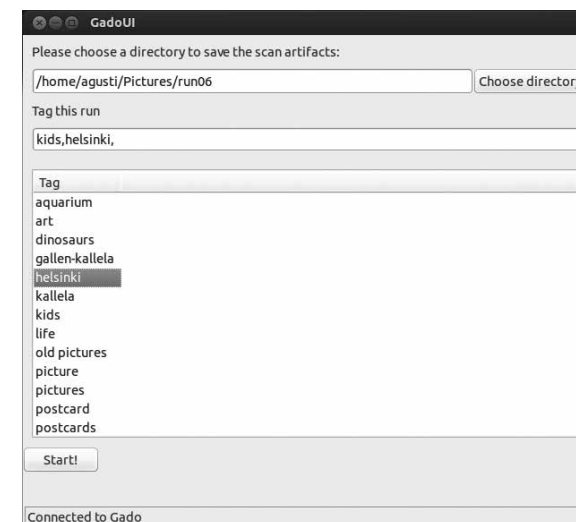 GadoUI
Please choose a directory to save the scan artifacts:
/home/agusti/Pictures/run06 Choose director
Tag this run
kids,helsinki,
Tag
aquarium
art
dinosaurs
gallen-kallela
helsinki
kallela
kids
life
old pictures
picture
pictures
postcard
postcards
Start!
Connected to Gado